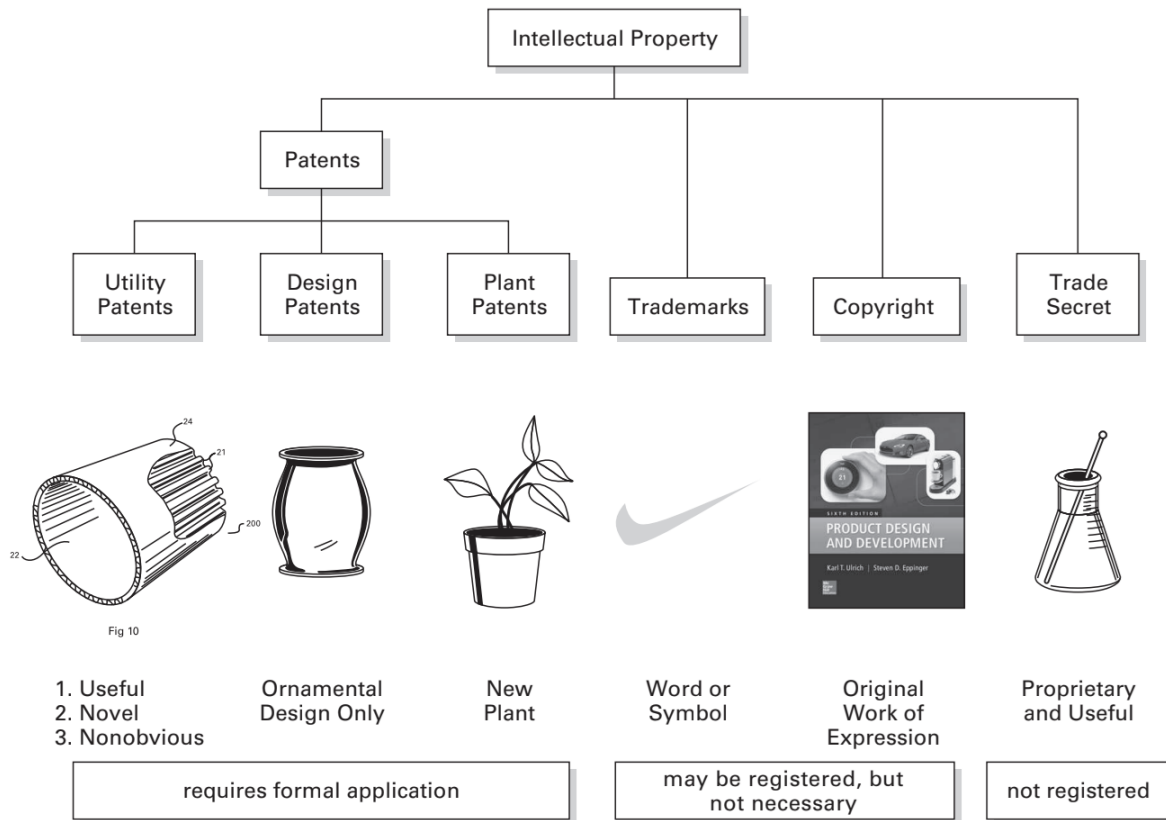 Intellectual Property
Patents
Utility
Patents
Design
Patents
Plant
Patents
Trademarks
Copyright
Trade
Secret
24
21
200
22
Fig 10
21
SIXTH EDITION
PRODUCT DESIGN
AND DEVELOPMENT
Karl T. Ulrich | Steven D. Eppinger
1. Useful
2. Novel
3. Nonobvious
Ornamental
Design Only
New
Plant
Word or
Symbol
Original
Work of
Expression
Proprietary
and Useful
requires formal application
may be registered, but
not necessary
not registered